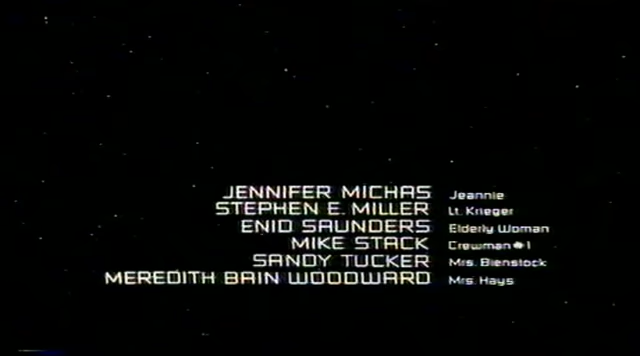 JENNIFER MICHAS Jeannie
STEPHEN E. MILLER Lt. Krieger
ENID SAUNDERS Elderly Woman
MIKE STACK Crewman #1
SANDY TUCKER Mrs. Bienstock
MEREDITH BAIN WOODWARD Mrs. Hays